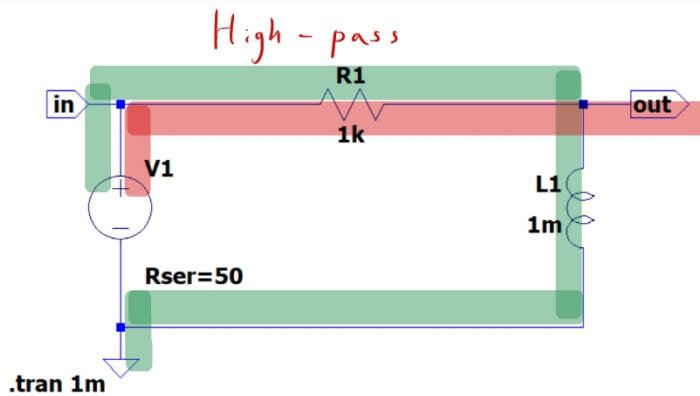 High - pass
R1
in
out
1k
V1
+
L1
−
1m
Rser=50
.tran 1m